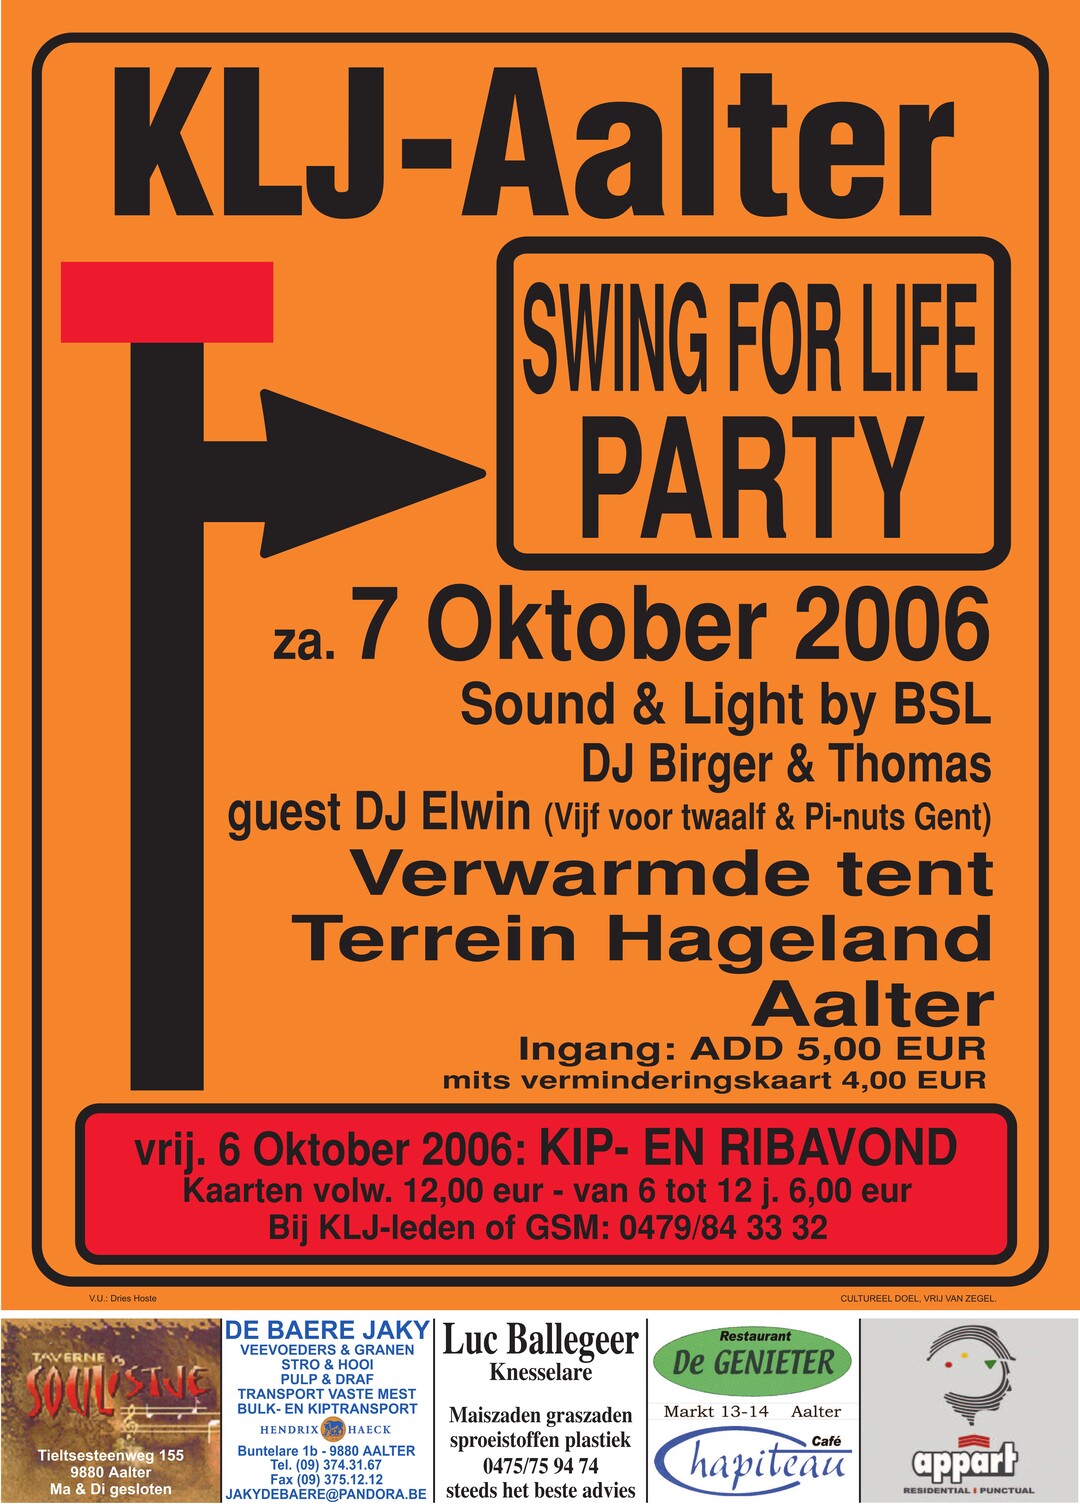 KLJ-Aalter
SWING FOR LIFE
PARTY
za. 7 Oktober 2006
Sound & Light by BSL
DJ Birger & Thomas
guest DJ Elwin (Vijf voor twaalf & Pi-nuts Gent)
Verwarmde tent
Terrein Hageland
Aalter
Ingang: ADD 5,00 EUR
mits verminderingskaart 4,00 EUR
vrij. 6 Oktober 2006: KIP- EN RIBAVOND
Kaarten volw. 12,00 eur - van 6 tot 12 j. 6,00 eur
Bij KLJ-leden of GSM: 0479/84 33 32
V.U.: Dries Hoste
CULTUREEL DOEL, VRIJ VAN ZEGEL.
TAVERNE
SOUL'STJE
Tieltsesteenweg 155
9880 Aalter
Ma & Di gesloten
DE BAERE JAKY
VEEVOEDERS & GRANEN
STRO & HOOI
PULP & DRAF
TRANSPORT VASTE MEST
BULK- EN KIPTRANSPORT
HENDRIX HAECK
Buntelare 1b - 9880 AALTER
Tel. (09) 374.31.67
Fax (09) 375.12.12
JAKYDEBAERE@PANDORA.BE
Luc Ballegeer
Knesselare
Maiszaden graszaden
sproeistoffen plastiek
0475/75 94 74
steeds het beste advies
Restaurant
De GENIETER
Markt 13-14 Aalter
Café
Chapiteau
appart
RESIDENTIAL I PUNCTUAL